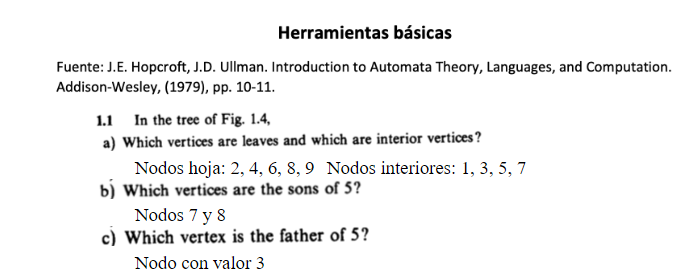 Herramientas básicas
Fuente: J.E. Hopcroft, J.D. Ullman. Introduction to Automata Theory, Languages, and Computation.
Addison-Wesley, (1979), pp. 10-11.
1.1 In the tree of Fig. 1.4,
a) Which vertices are leaves and which are interior vertices?
Nodos hoja: 2, 4, 6, 8, 9 Nodos interiores: 1, 3, 5, 7
b) Which vertices are the sons of 5?
Nodos 7 y 8
c) Which vertex is the father of 5?
Nodo con valor 3